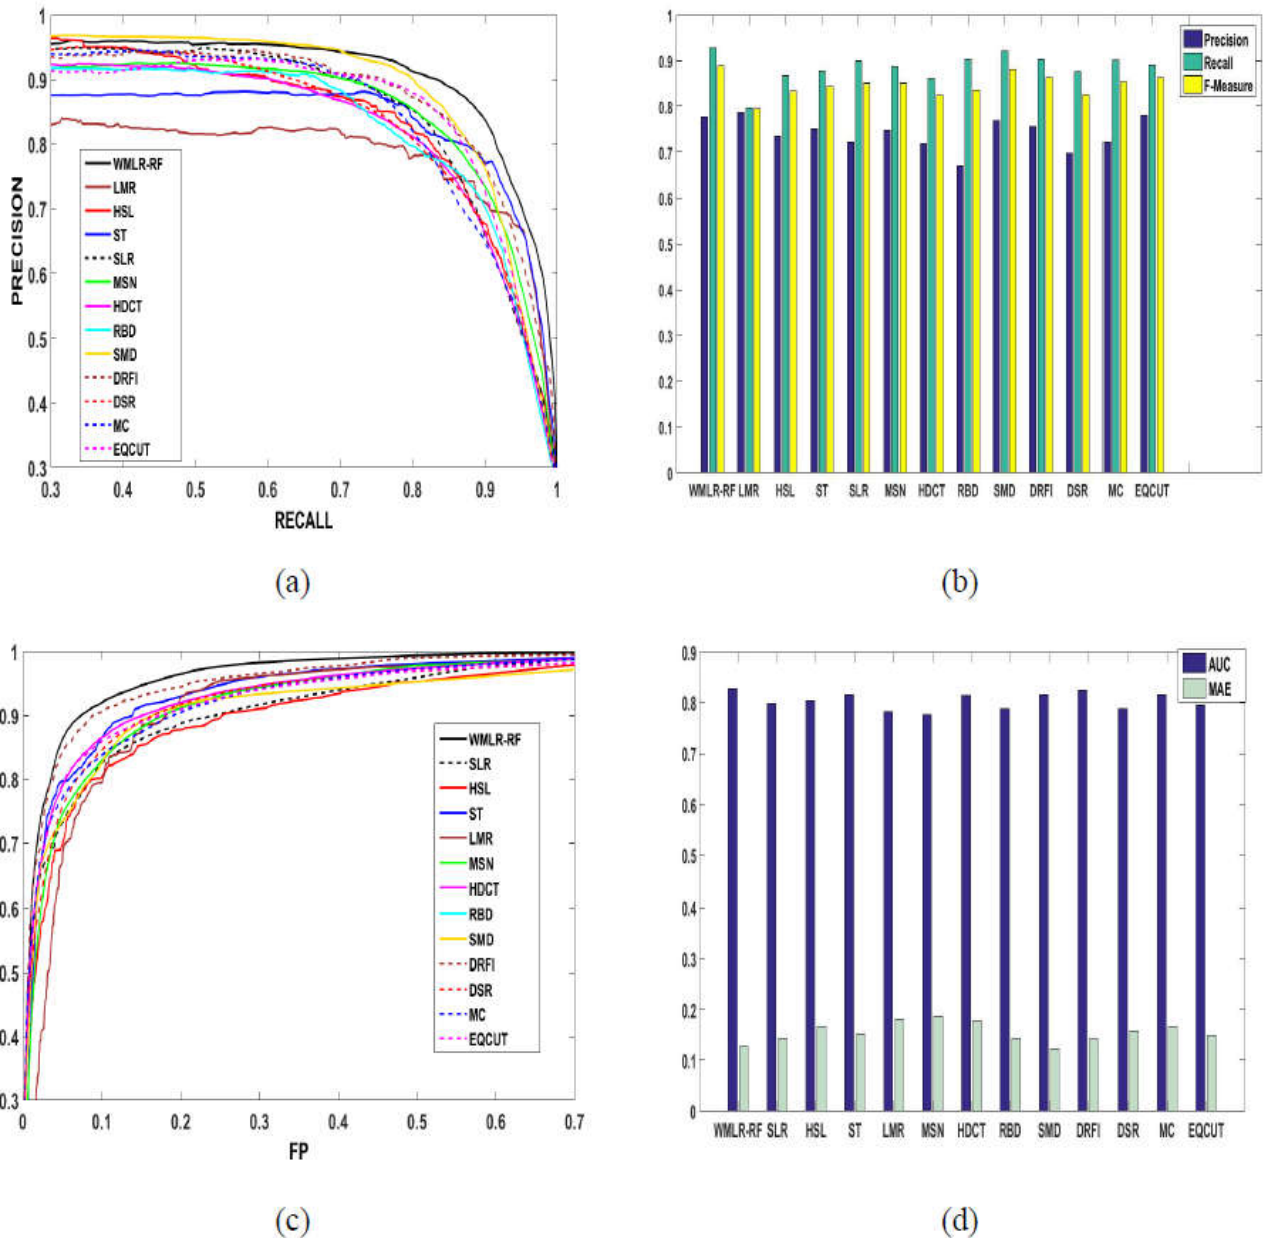 1
0.9
0.8
0.7
0.6
0.5
0.4
0.3
PRECISION
WMLR-RF
LMR
HSL
ST
SLR
MSN
HDCT
RBD
SMD
DRFI
DSR
MC
EQCUT
0.3 0.4 0.5 0.6 0.7 0.8 0.9 1
RECALL
(a)
1
0.9
0.8
0.7
0.6
0.5
0.4
0.3
0.2
0.1
0
Precision
Recall
F-Measure
WMLR-RF LMR HSL ST SLR MSN HDCT RBD SMD DRFI DSR MC EQCUT
(b)
1
0.9
0.8
0.7
0.6
0.5
0.4
0.3
WMLR-RF
SLR
HSL
ST
LMR
MSN
HDCT
RBD
SMD
DRFI
DSR
MC
EQCUT
0 0.1 0.2 0.3 0.4 0.5 0.6 0.7
FP
(c)
0.9
0.8
0.7
0.6
0.5
0.4
0.3
0.2
0.1
0
AUC
MAE
WMLR-RF SLR HSL ST LMR MSN HDCT RBD SMD DRFI DSR MC EQCUT
(d)